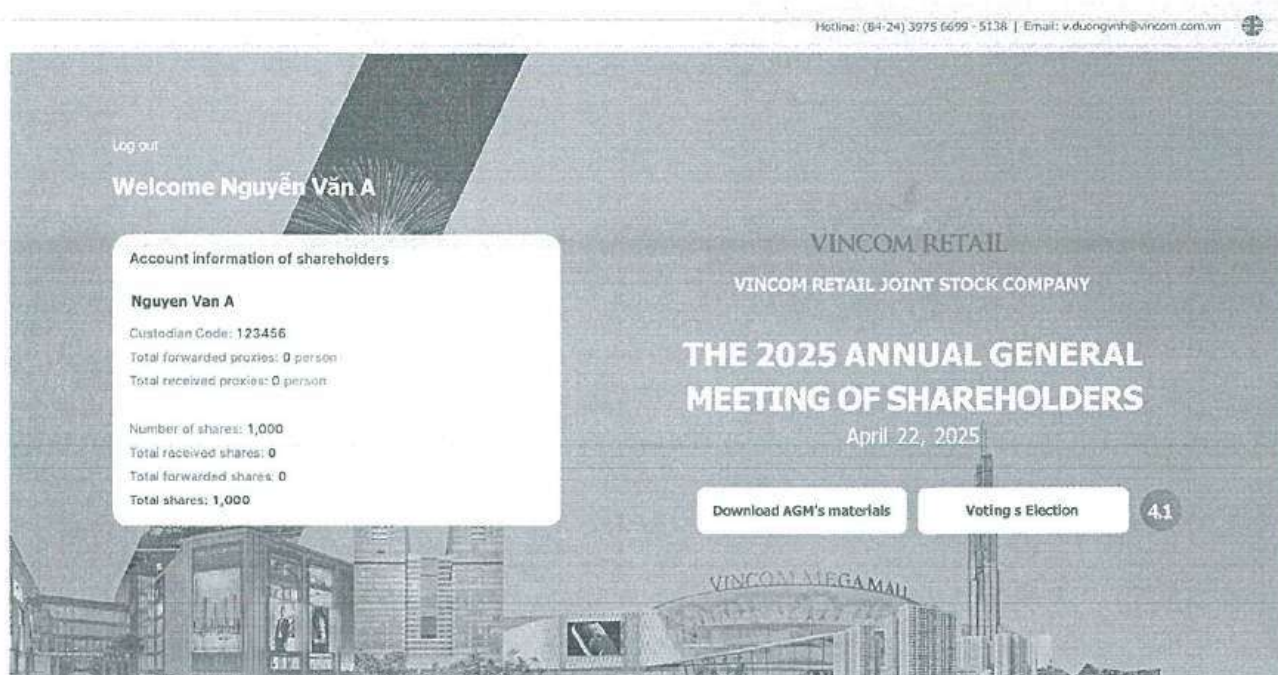 Hotline: (84-24) 3975 6699 - 5138 | Email: v.duongvnh@vincom.com.vn
Log out
Welcome Nguyễn Văn A
Account information of shareholders
Nguyen Van A
Custodian Code: 123456
Total forwarded proxies: 0 person
Total received proxies: 0 person
Number of shares: 1,000
Total received shares: 0
Total forwarded shares: 0
Total shares: 1,000
VINCOM RETAIL
VINCOM RETAIL JOINT STOCK COMPANY
THE 2025 ANNUAL GENERAL
MEETING OF SHAREHOLDERS
April 22, 2025
Download AGM's materials
Voting s Election
4.1
VINCOM MEGA MALL